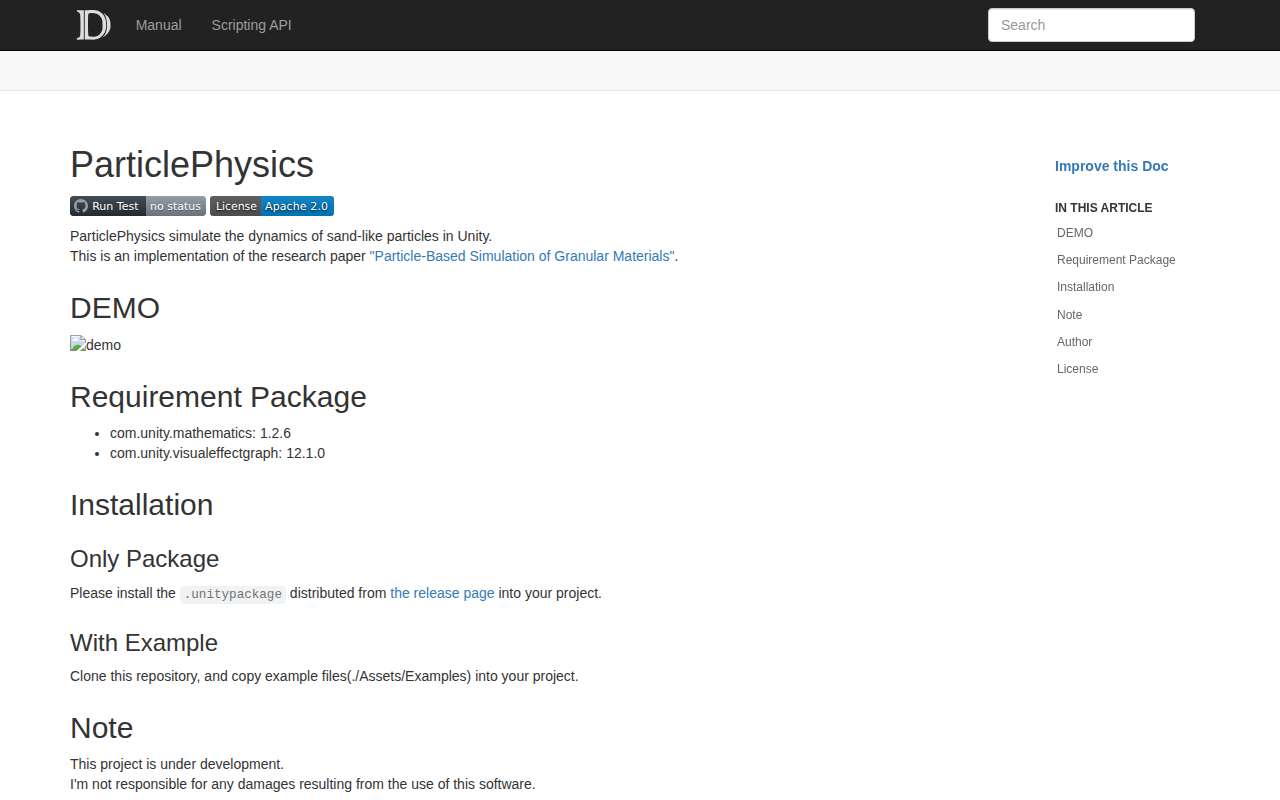 Manual
Scripting API
Search
ParticlePhysics
Improve this Doc
Run Test no status
License Apache 2.0
ParticlePhysics simulate the dynamics of sand-like particles in Unity.
This is an implementation of the research paper "Particle-Based Simulation of Granular Materials".
DEMO
demo
Requirement Package
com.unity.mathematics: 1.2.6
com.unity.visualeffectgraph: 12.1.0
Installation
Only Package
Please install the .unitypackage distributed from the release page into your project.
With Example
Clone this repository, and copy example files(./Assets/Examples) into your project.
Note
This project is under development.
I'm not responsible for any damages resulting from the use of this software.
IN THIS ARTICLE
DEMO
Requirement Package
Installation
Note
Author
License